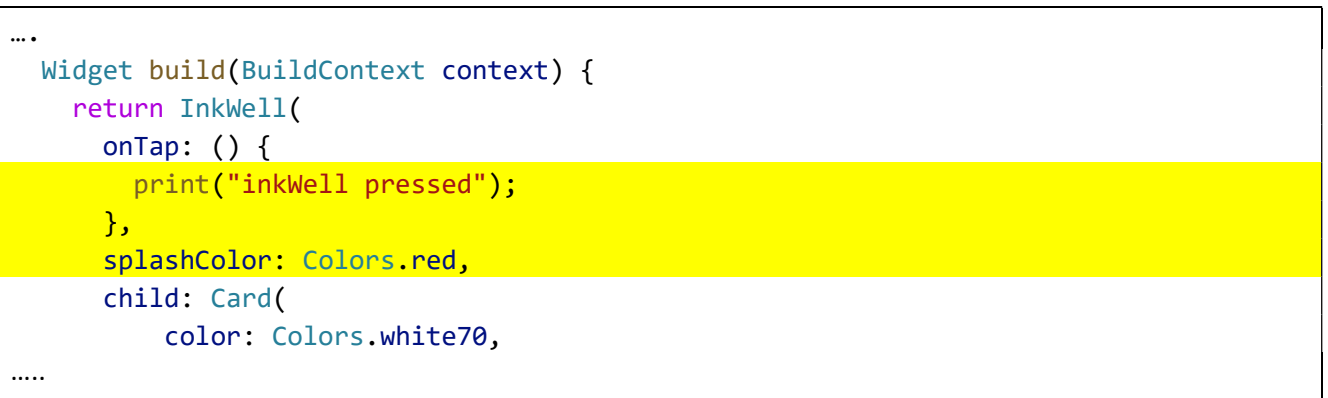 ….
  Widget build(BuildContext context) {
    return InkWell(
      onTap: () {
        print("inkWell pressed");
      },
      splashColor: Colors.red,
      child: Card(
          color: Colors.white70,
…..